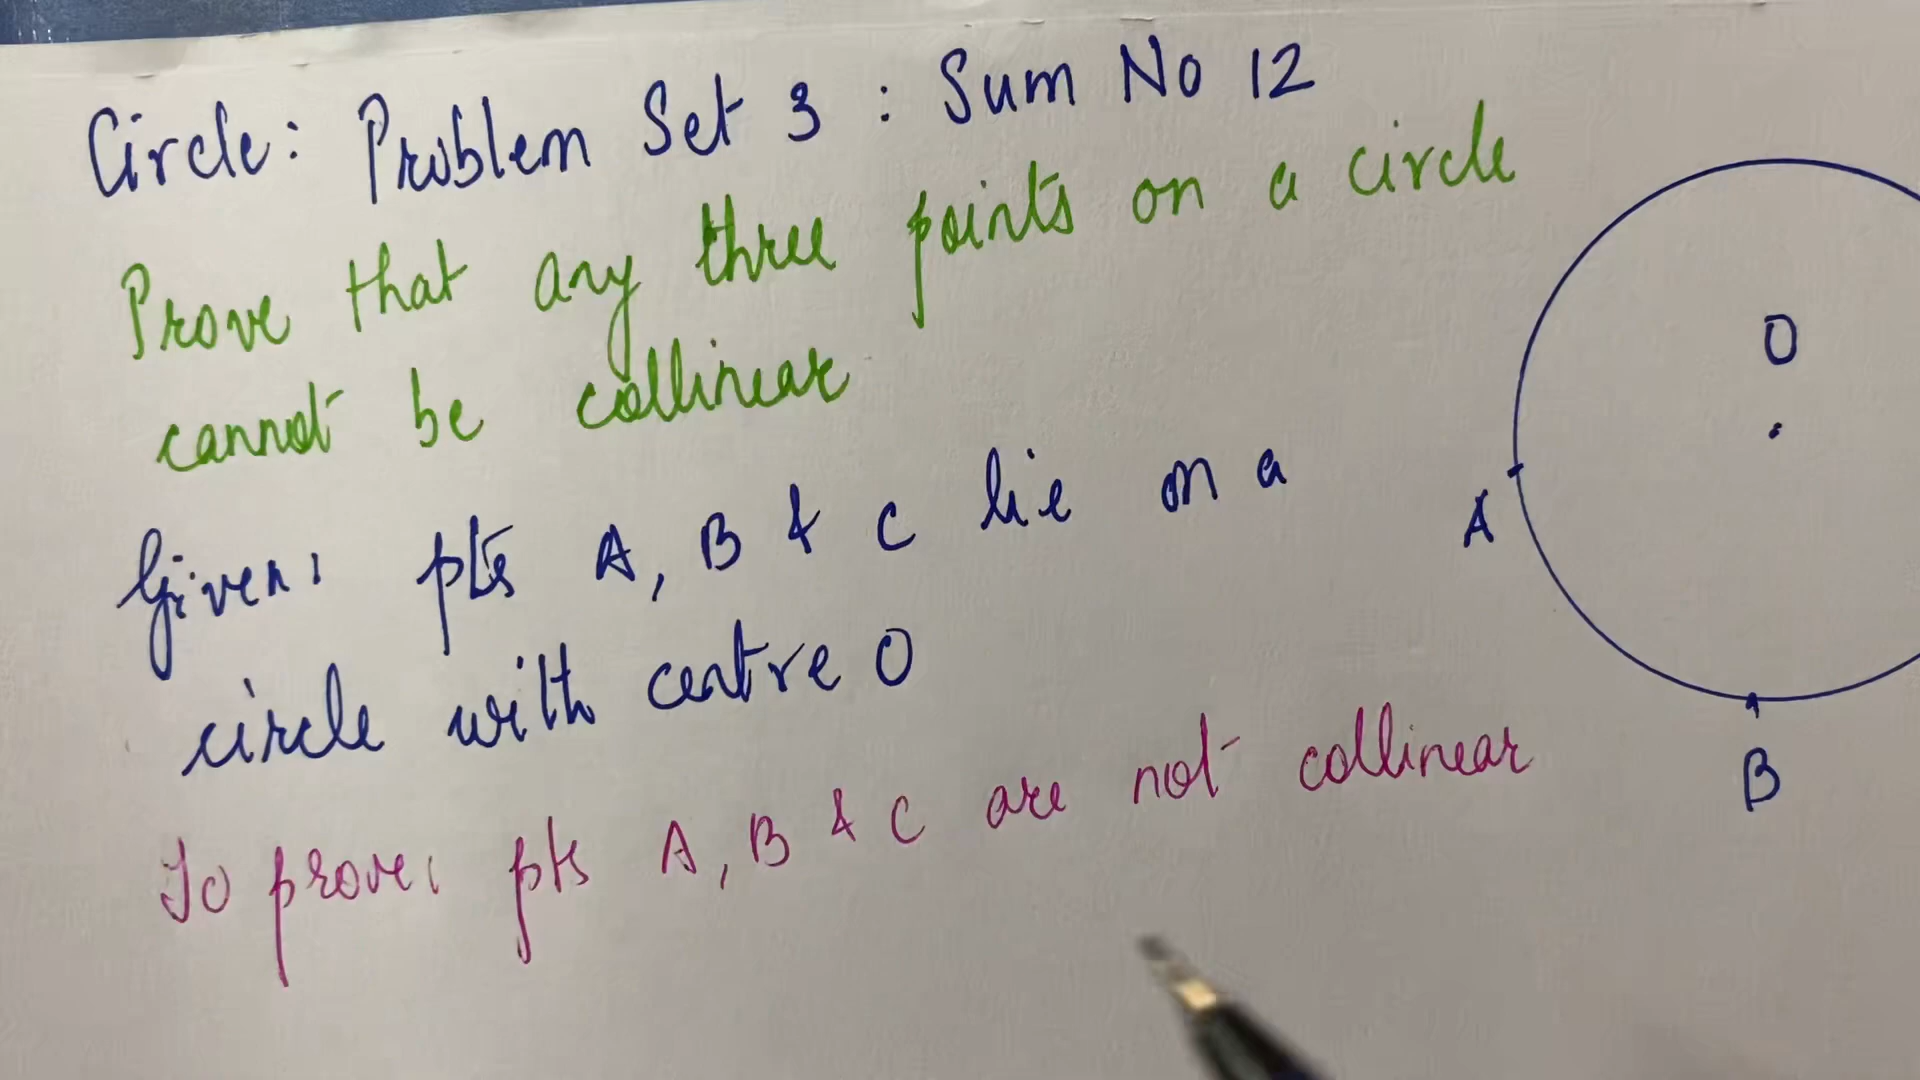 Circle: Problem Set 3 : Sum No 12
Prove that any three points on a circle
cannot be collinear
Given: pts A, B & C lie on a
circle with centre O
To prove: pts A, B & C are not collinear
O
A
B